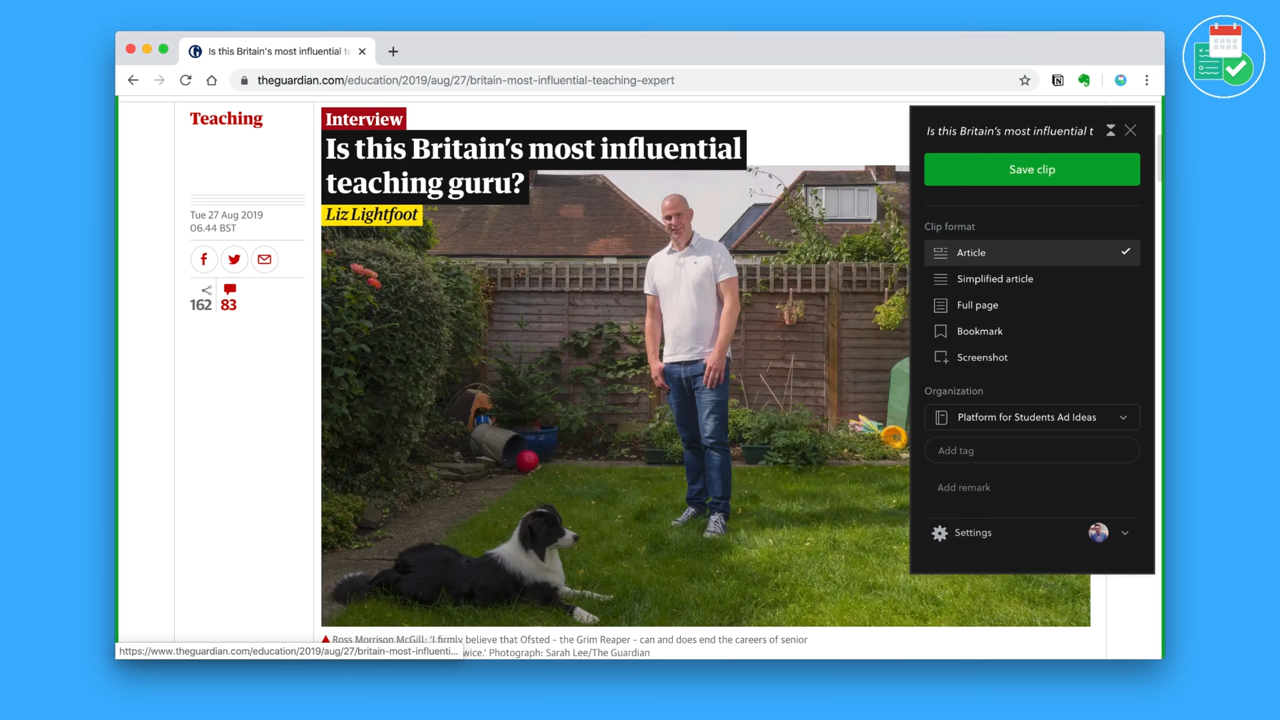 Is this Britain's most influential te
theguardian.com/education/2019/aug/27/britain-most-influential-teaching-expert
Teaching
Tue 27 Aug 2019
06.44 BST
162
83
Interview
Is this Britain's most influential
teaching guru?
Liz Lightfoot
Ross Morrison McGill: 'I firmly believe that Ofsted – the Grim Reaper – can and does end the careers of senior
wice.' Photograph: Sarah Lee/The Guardian
https://www.theguardian.com/education/2019/aug/27/britain-most-influenti...
Is this Britain's most influential t
Save clip
Clip format
Article
Simplified article
Full page
Bookmark
Screenshot
Organization
Platform for Students Ad Ideas
Add tag
Add remark
Settings